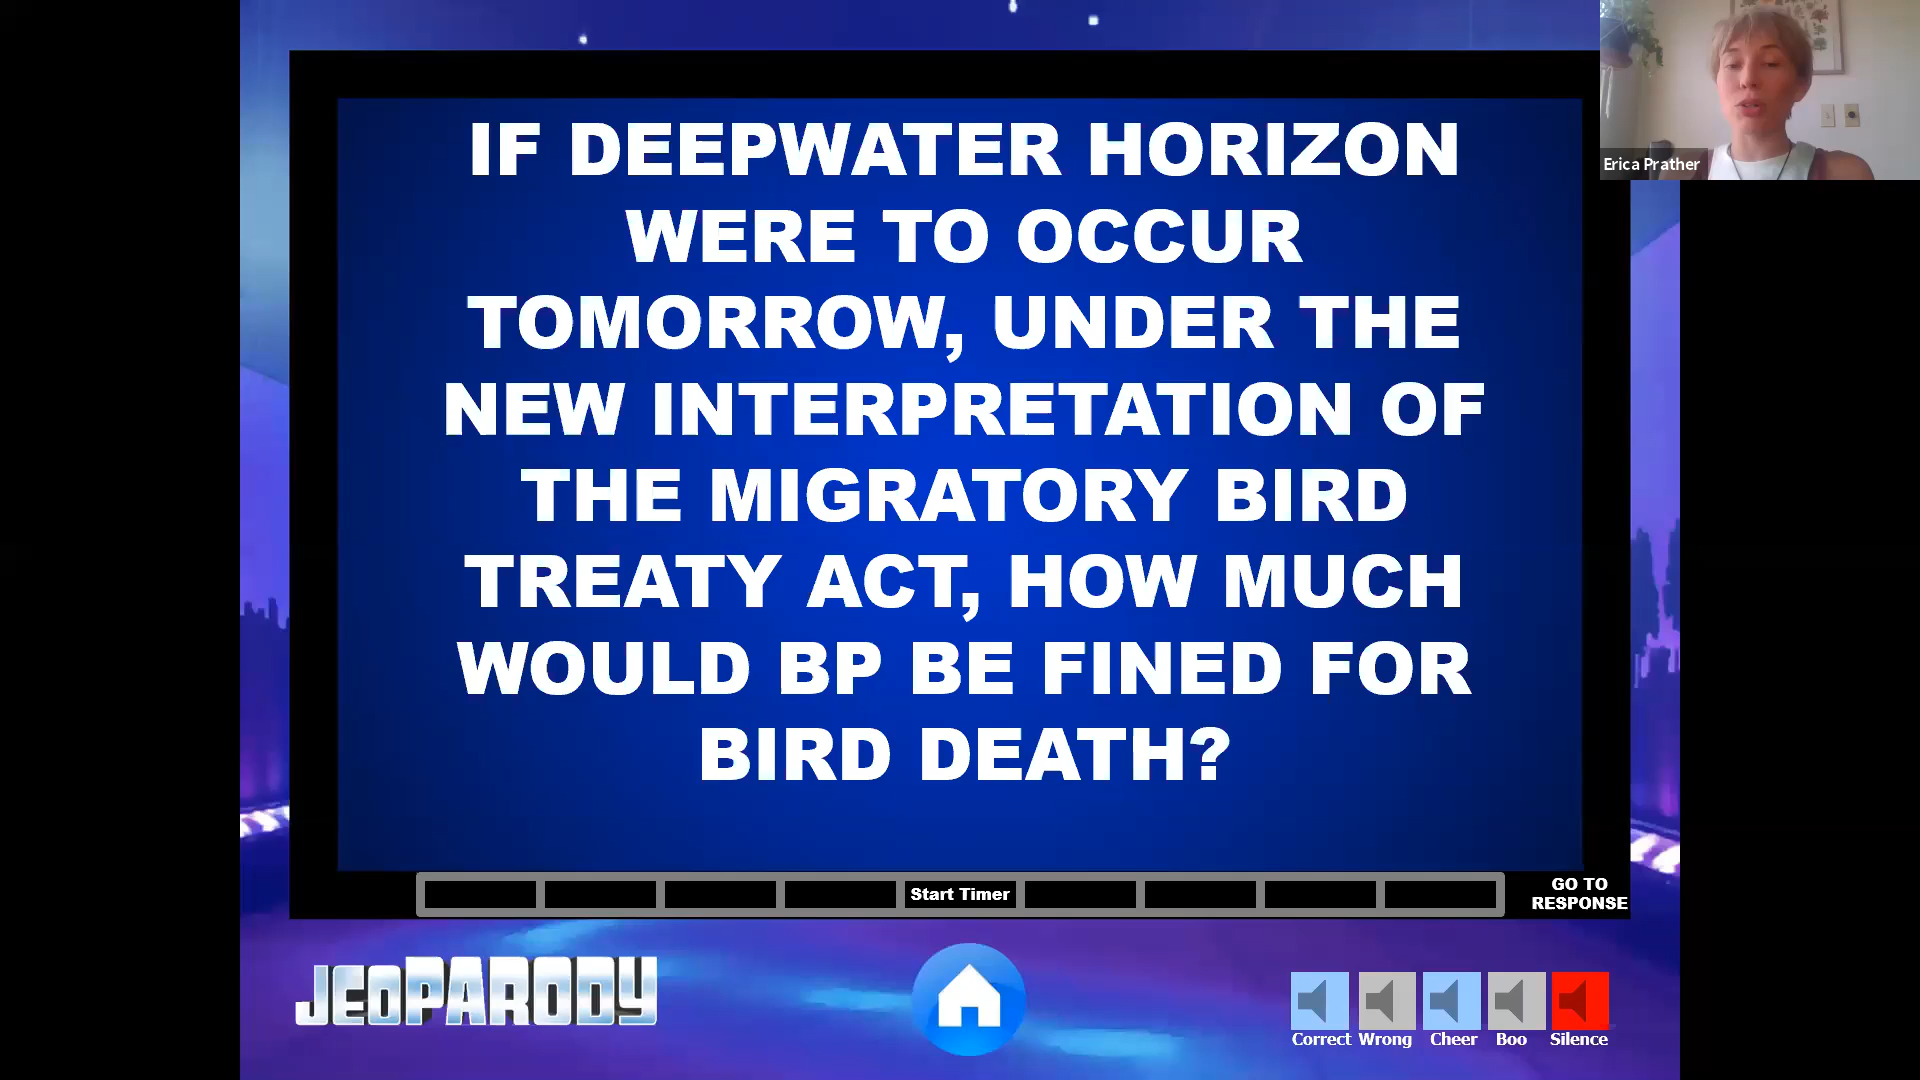 IF DEEPWATER HORIZON
WERE TO OCCUR
TOMORROW, UNDER THE
NEW INTERPRETATION OF
THE MIGRATORY BIRD
TREATY ACT, HOW MUCH
WOULD BP BE FINED FOR
BIRD DEATH?
Erica Prather
Start Timer
GO TO
RESPONSE
JEOPARODY
Correct Wrong Cheer Boo Silence